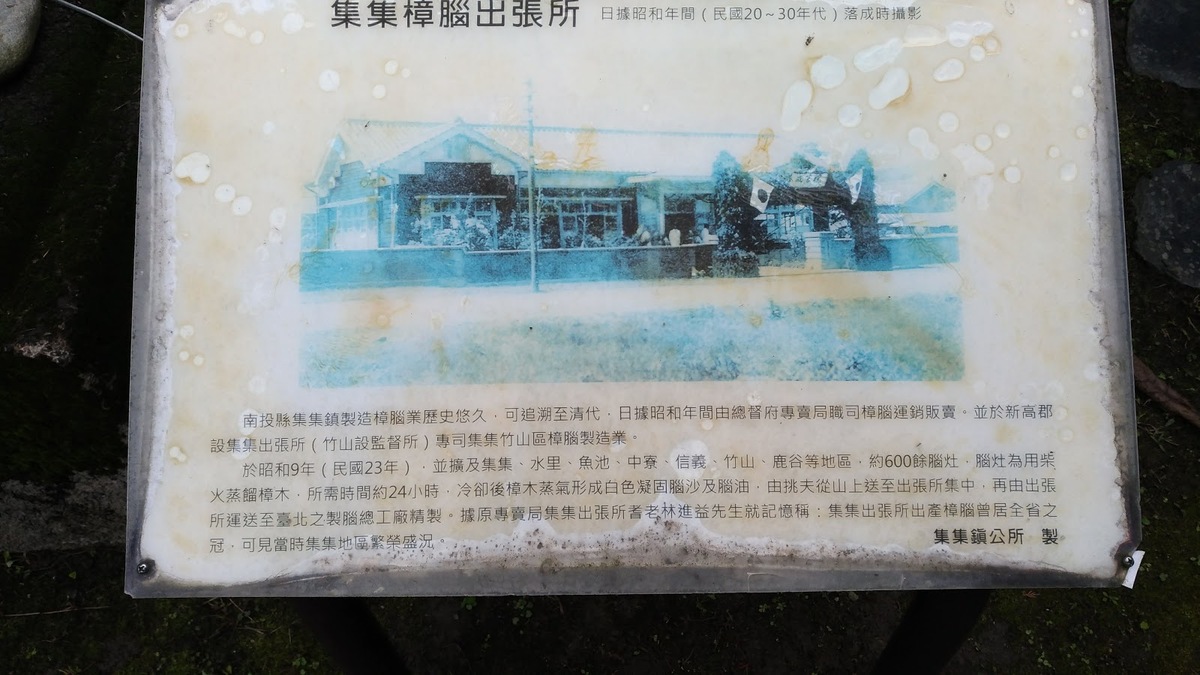 集集樟腦出張所 日據昭和年間(民國20~30年代)落成時攝影
南投縣集集鎮製造樟腦業歷史悠久,可追溯至清代,日據昭和年間由總督府專賣局職司樟腦運銷販賣。並於新高郡
設集集出張所(竹山設監督所)專司集集竹山區樟腦製造業。
於昭和9年(民國23年),並擴及集集、水里、魚池、中寮、信義、竹山、鹿谷等地區,約600餘腦灶,腦灶為用柴
火蒸餾樟木,所需時間約24小時,冷卻後樟木蒸氣形成白色凝固腦沙及腦油,由挑夫從山上送至出張所集中,再由出張
所運送至臺北之製腦總工廠精製。據原專賣局集集出張所耆老林進益先生就記憶稱:集集出張所出產樟腦曾居全省之
冠,可見當時集集地區繁榮盛況。
集集鎮公所 製